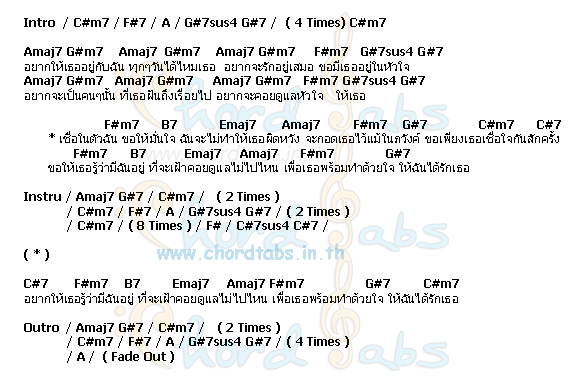 Intro / C#m7 / F#7 / A / G#7sus4 G#7 / ( 4 Times) C#m7
Amaj7 G#m7 Amaj7 G#m7 Amaj7 G#m7 F#m7 G#7sus4 G#7
อยากให้เธออยู่กับฉัน ทุกๆวันได้ไหมเธอ อยากจะรักอยู่เสมอ ขอมีเธออยู่ในหัวใจ
Amaj7 G#m7 Amaj7 G#m7 Amaj7 G#m7 F#m7 G#7sus4 G#7
อยากจะเป็นคนๆนั้น ที่เธอฝันถึงเรื่อยไป อยากจะคอยดูแลหัวใจ ให้เธอ
F#m7 B7 Emaj7 Amaj7 F#m7 G#7 C#m7 C#7
* เชื่อในตัวฉัน ขอให้มั่นใจ ฉันจะไม่ทำให้เธอผิดหวัง จะกอดเธอไว้แม้ในภวังค์ ขอเพียงเธอเชื่อใจกันสักครั้ง
F#m7 B7 Emaj7 Amaj7 F#m7 G#7
ขอให้เธอรู้ว่ามีฉันอยู่ ที่จะเฝ้าคอยดูแลไม่ไปไหน เพื่อเธอพร้อมทำด้วยใจ ให้ฉันได้รักเธอ
Instru / Amaj7 G#7 / C#m7 / ( 2 Times )
/ C#m7 / F#7 / A / G#7sus4 G#7 / ( 2 Times )
/ C#m7 / ( 8 Times ) / F# / C#7sus4 C#7 /
( * )
www.chordtabs.in.th
C#7 F#m7 B7 Emaj7 Amaj7 F#m7 G#7 C#m7
อยากให้เธอรู้ว่ามีฉันอยู่ ที่จะเฝ้าคอยดูแลไม่ไปไหน เพื่อเธอพร้อมทำด้วยใจ ให้ฉันได้รักเธอ
Outro / Amaj7 G#7 / C#m7 / ( 2 Times )
/ C#m7 / F#7 / A / G#7sus4 G#7 / ( 4 Times )
/ A / ( Fade Out )